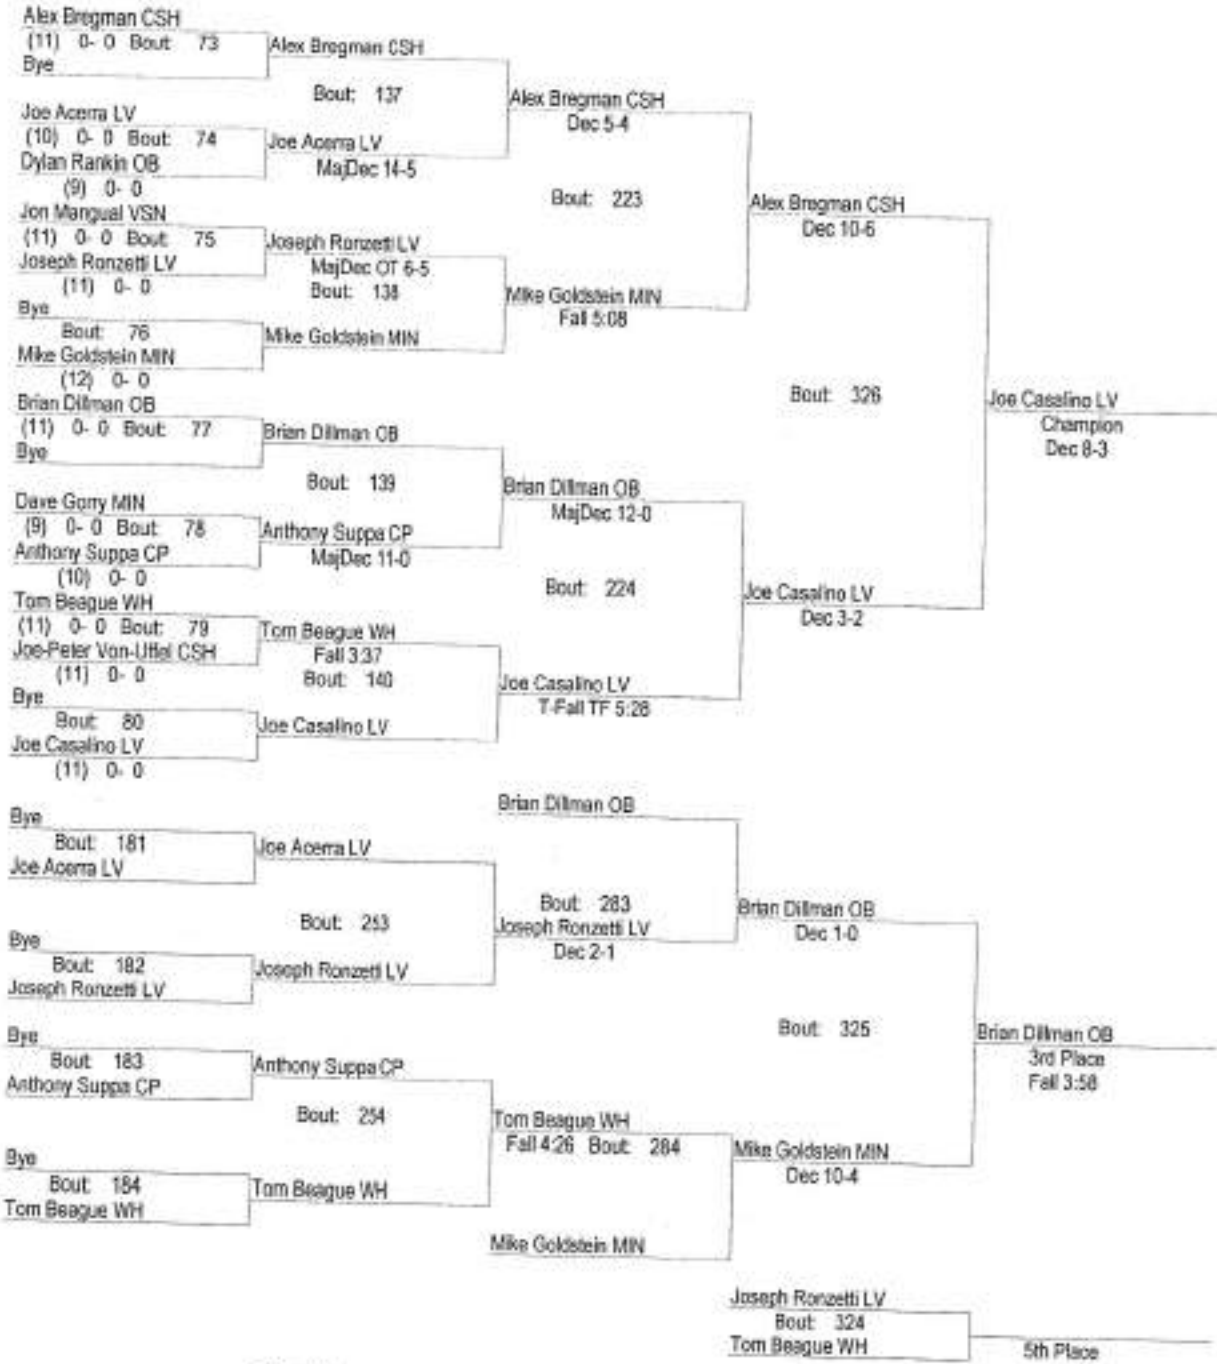 Alex Bregman CSH
(11) 0- 0 Bout: 73
Bye
Alex Bregman CSH
Bout: 137
Joe Acerra LV
(10) 0- 0 Bout: 74
Dylan Rankin OB
(9) 0- 0
Joe Acerra LV
MajDec 14-5
Alex Bregman CSH
Dec 5-4
Bout: 223
Jon Mangual VSN
(11) 0- 0 Bout: 75
Joseph Ronzetti LV
(11) 0- 0
Joseph Ronzetti LV
MajDec OT 6-5
Bout: 138
Bye
Bout: 76
Mike Goldstein MIN
(12) 0- 0
Mike Goldstein MIN
Mike Goldstein MIN
Fall 5:08
Alex Bregman CSH
Dec 10-6
Bout: 326
Brian Dillman OB
(11) 0- 0 Bout: 77
Bye
Brian Dillman OB
Bout: 139
Dave Gorry MIN
(9) 0- 0 Bout: 78
Anthony Suppa CP
(10) 0- 0
Anthony Suppa CP
MajDec 11-0
Brian Dillman OB
MajDec 12-0
Bout: 224
Tom Beague WH
(11) 0- 0 Bout: 79
Joe-Peter Von-Uffel CSH
(11) 0- 0
Tom Beague WH
Fall 3:37
Bout: 140
Bye
Bout: 80
Joe Casalino LV
(11) 0- 0
Joe Casalino LV
Joe Casalino LV
T-Fall TF 5:28
Joe Casalino LV
Dec 3-2
Joe Casalino LV
Champion
Dec 8-3
Bye
Bout: 181
Joe Acerra LV
Joe Acerra LV
Bout: 253
Bye
Bout: 182
Joseph Ronzetti LV
Joseph Ronzetti LV
Brian Dillman OB
Bout: 283
Joseph Ronzetti LV
Dec 2-1
Brian Dillman OB
Dec 1-0
Bout: 325
Bye
Bout: 183
Anthony Suppa CP
Anthony Suppa CP
Bout: 254
Bye
Bout: 184
Tom Beague WH
Tom Beague WH
Tom Beague WH
Fall 4:26 Bout: 284
Mike Goldstein MIN
Mike Goldstein MIN
Dec 10-4
Brian Dillman OB
3rd Place
Fall 3:58
Joseph Ronzetti LV
Bout: 324
Tom Beague WH
5th Place